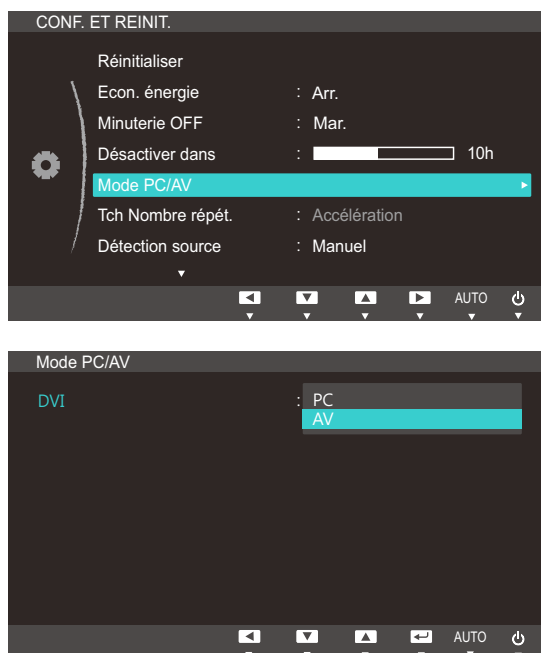 CONF. ET REINIT.
Réinitialiser
Econ. énergie : Arr.
Minuterie OFF : Mar.
Désactiver dans : 10h
Mode PC/AV
Tch Nombre répét. : Accélération
Détection source : Manuel
AUTO
Mode PC/AV
DVI : PC
AV
AUTO